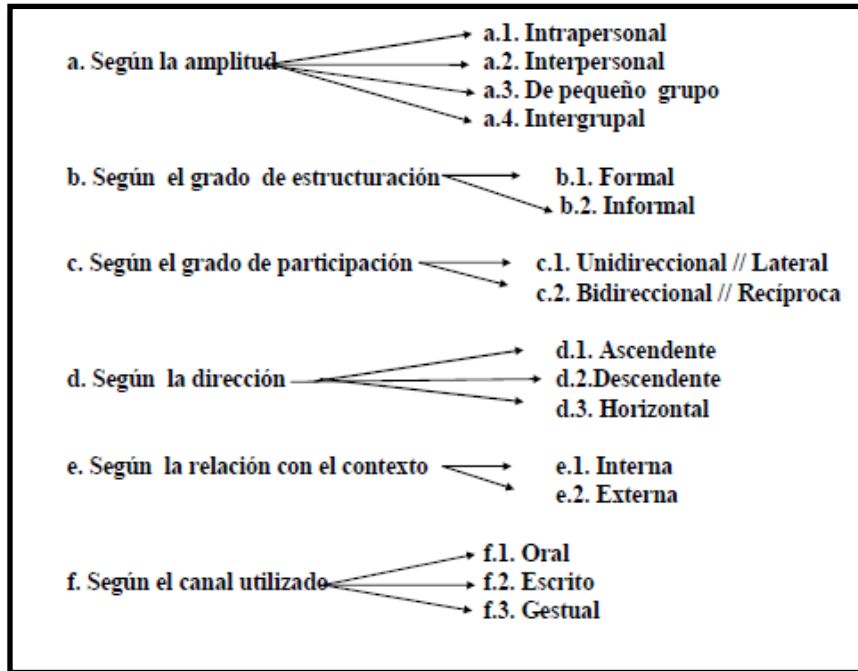 a.1. Intrapersonal
a. Según la amplitud
a.2. Interpersonal
a.3. De pequeño grupo
a.4. Intergrupal
b. Según el grado de estructuración
b.1. Formal
b.2. Informal
c. Según el grado de participación
c.1. Unidireccional // Lateral
c.2. Bidireccional // Recíproca
d.1. Ascendente
d. Según la dirección
d.2.Descendente
d.3. Horizontal
e. Según la relación con el contexto
e.1. Interna
e.2. Externa
f.1. Oral
f. Según el canal utilizado
f.2. Escrito
f.3. Gestual